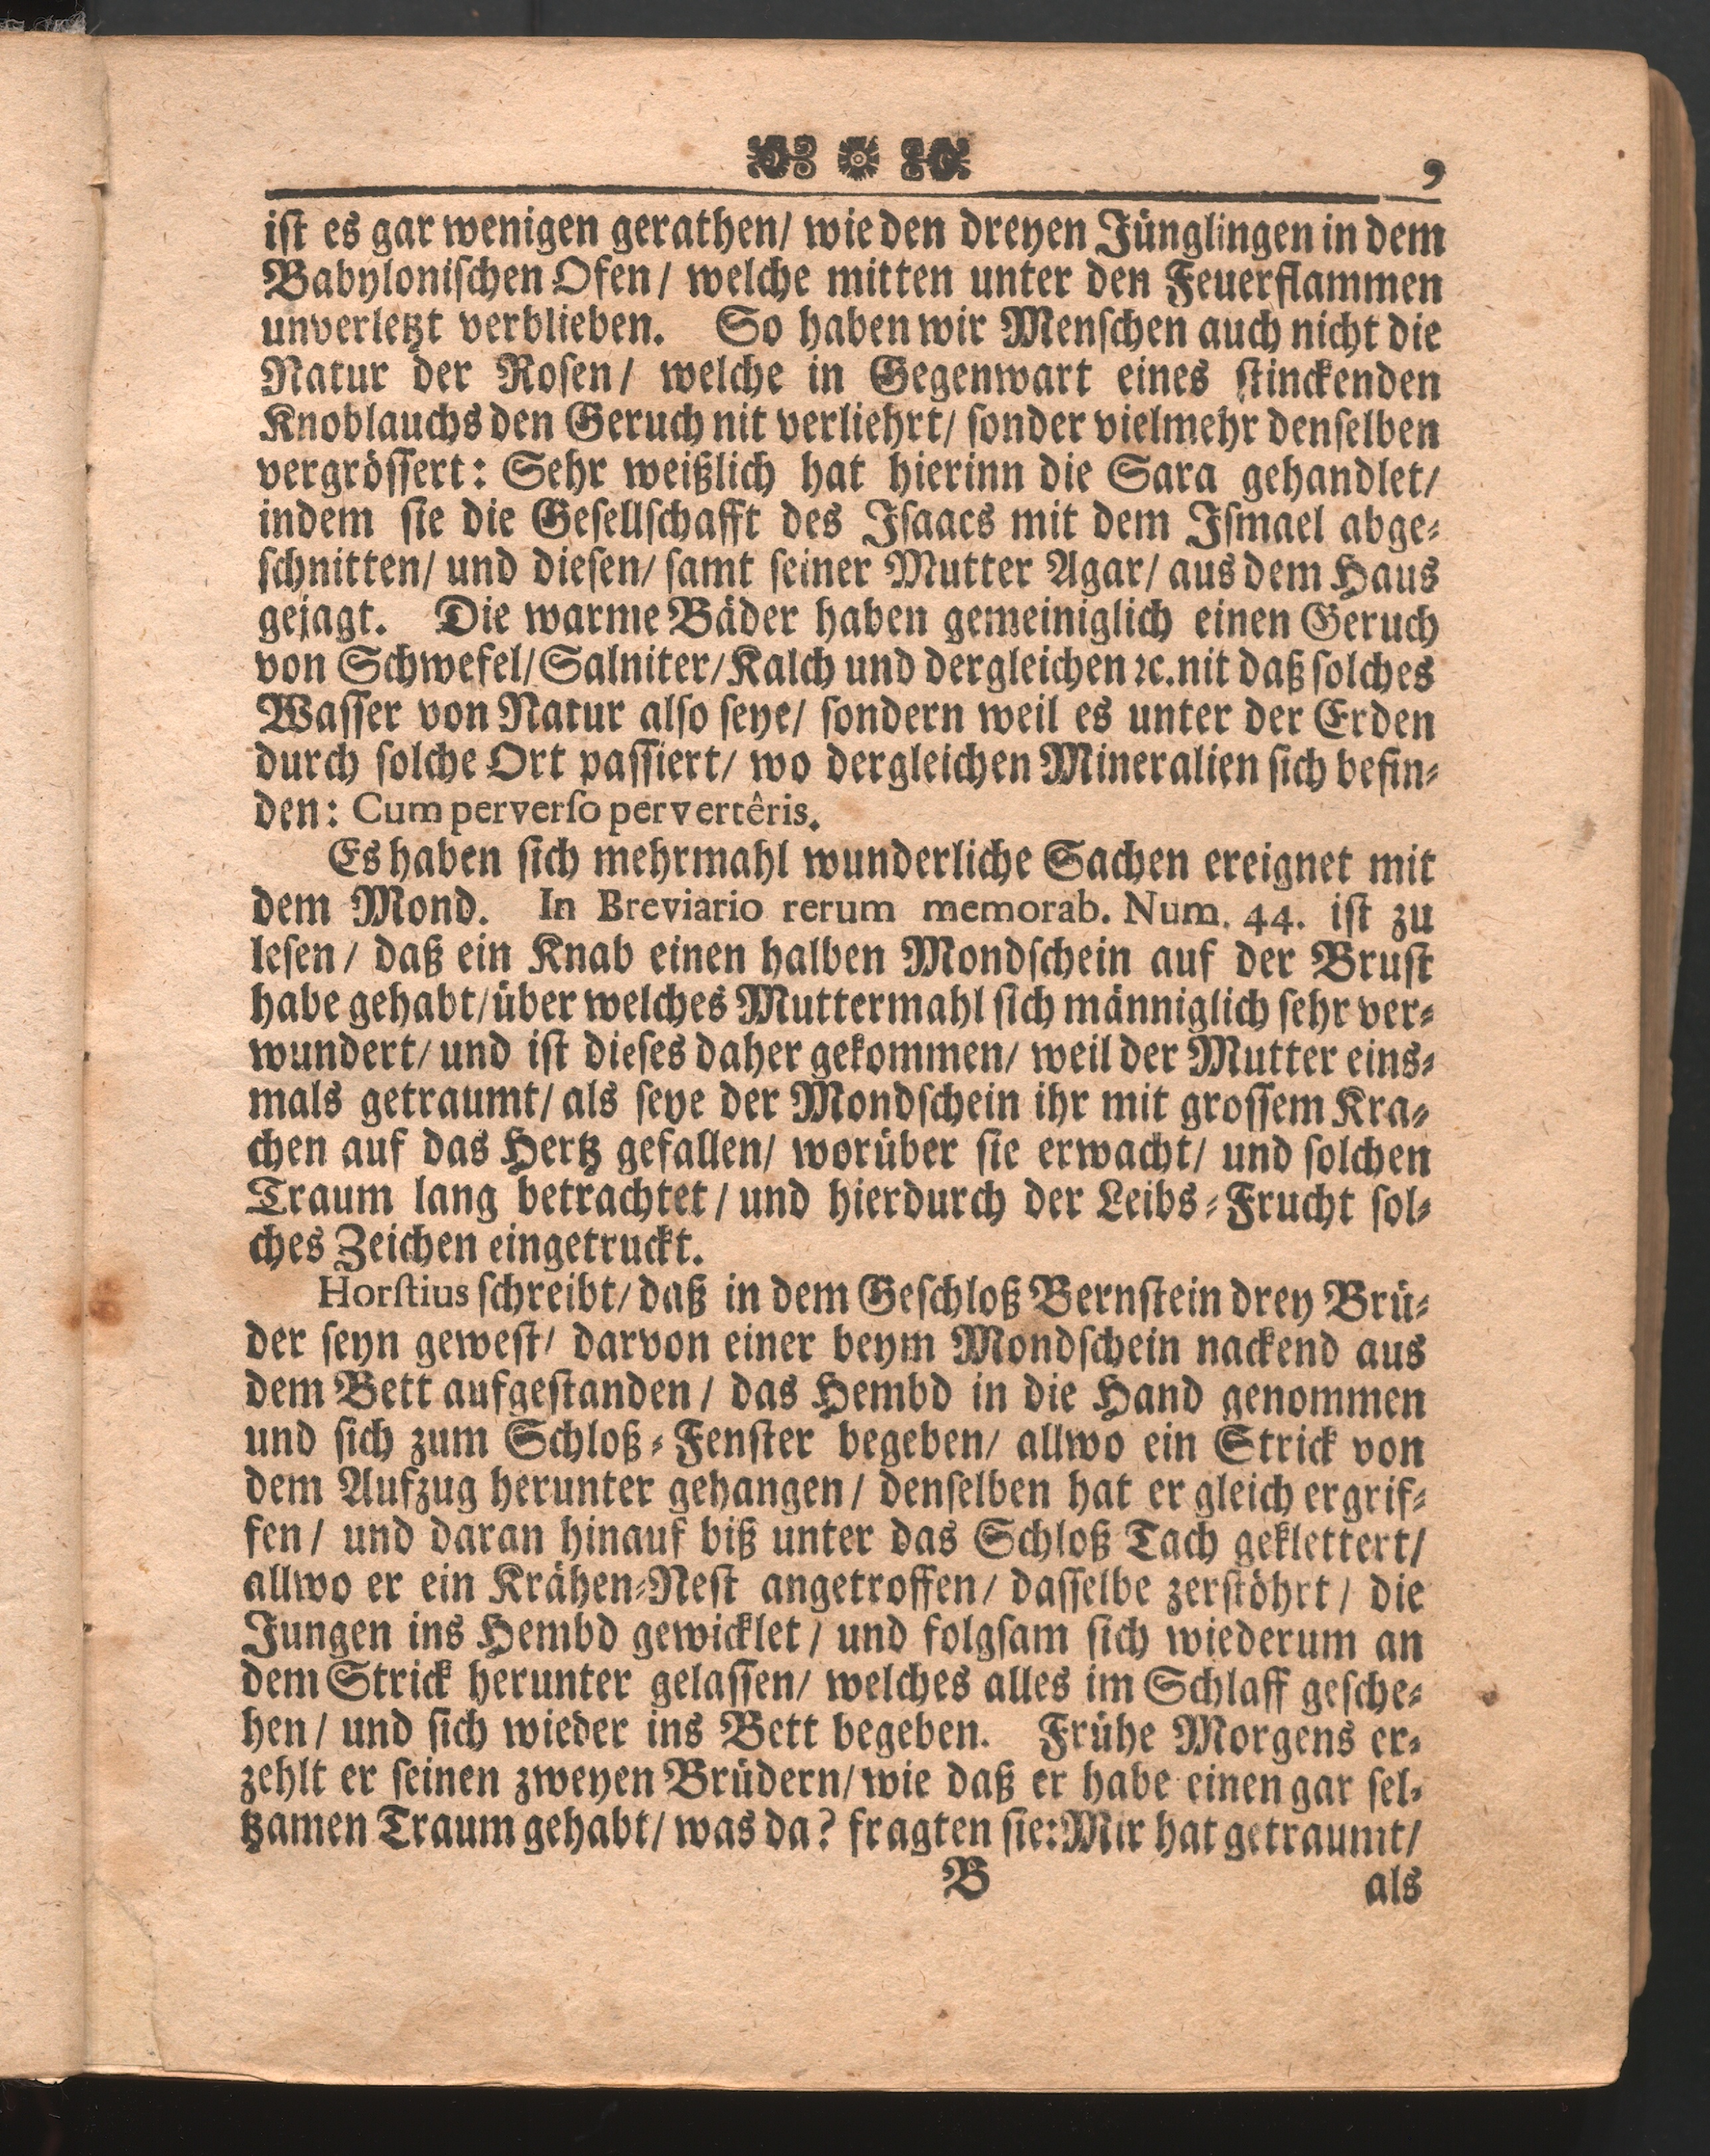 9
ist es gar wenigen gerathen/ wie den dreyen Jünglingen in dem
Babylonischen Ofen/ welche mitten unter den Feuerflammen
unverletzt verblieben. So haben wir Menschen auch nicht die
Natur der Rosen/ welche in Gegenwart eines stinckenden
Knoblauchs den Geruch nit verliehrt/ sonder vielmehr denselben
vergrössert: Sehr weißlich hat hierinn die Sara gehandlet/
indem sie die Gesellschafft des Jsaacs mit dem Jsmael abge-
schnitten/ und diesen/ samt seiner Mutter Agar/ aus dem Haus
gejagt. Die warme Bäder haben gemeiniglich einen Geruch
von Schwefel/ Salniter/ Kalch und dergleichen ꝛc. nit daß solches
Wasser von Natur also seye/ sondern weil es unter der Erden
durch solche Ort passiert/ wo dergleichen Mineralien sich befin-
den: Cum perverso pervertêris.
Es haben sich mehrmahl wunderliche Sachen ereignet mit
dem Mond. In Breviario rerum memorab. Num. 44. ist zu
lesen/ daß ein Knab einen halben Mondschein auf der Brust
habe gehabt/ über welches Muttermahl sich männiglich sehr ver-
wundert/ und ist dieses daher gekommen/ weil der Mutter eins-
mals getraumt/ als seye der Mondschein ihr mit grossem Kra-
chen auf das Hertz gefallen/ worüber sie erwacht/ und solchen
Traum lang betrachtet/ und hierdurch der Leibs-Frucht sol-
ches Zeichen eingetruckt.
Horstius schreibt/ daß in dem Geschloß Bernstein drey Brü-
der seyn gewest/ darvon einer beym Mondschein nackend aus
dem Bett aufgestanden/ das Hembd in die Hand genommen
und sich zum Schloß-Fenster begeben/ allwo ein Strick von
dem Aufzug herunter gehangen/ denselben hat er gleich ergrif-
fen/ und daran hinauf biß unter das Schloß Tach geklettert/
allwo er ein Krähen-Nest angetroffen/ dasselbe zerstöhrt/ die
Jungen ins Hembd gewicklet/ und folgsam sich wiederum an
dem Strick herunter gelassen/ welches alles im Schlaff gesche-
hen/ und sich wieder ins Bett begeben. Frühe Morgens er-
zehlt er seinen zweyen Brüdern/ wie daß er habe einen gar sel-
tzamen Traum gehabt/ was da? fragten sie: Mir hat getraumt/
B als